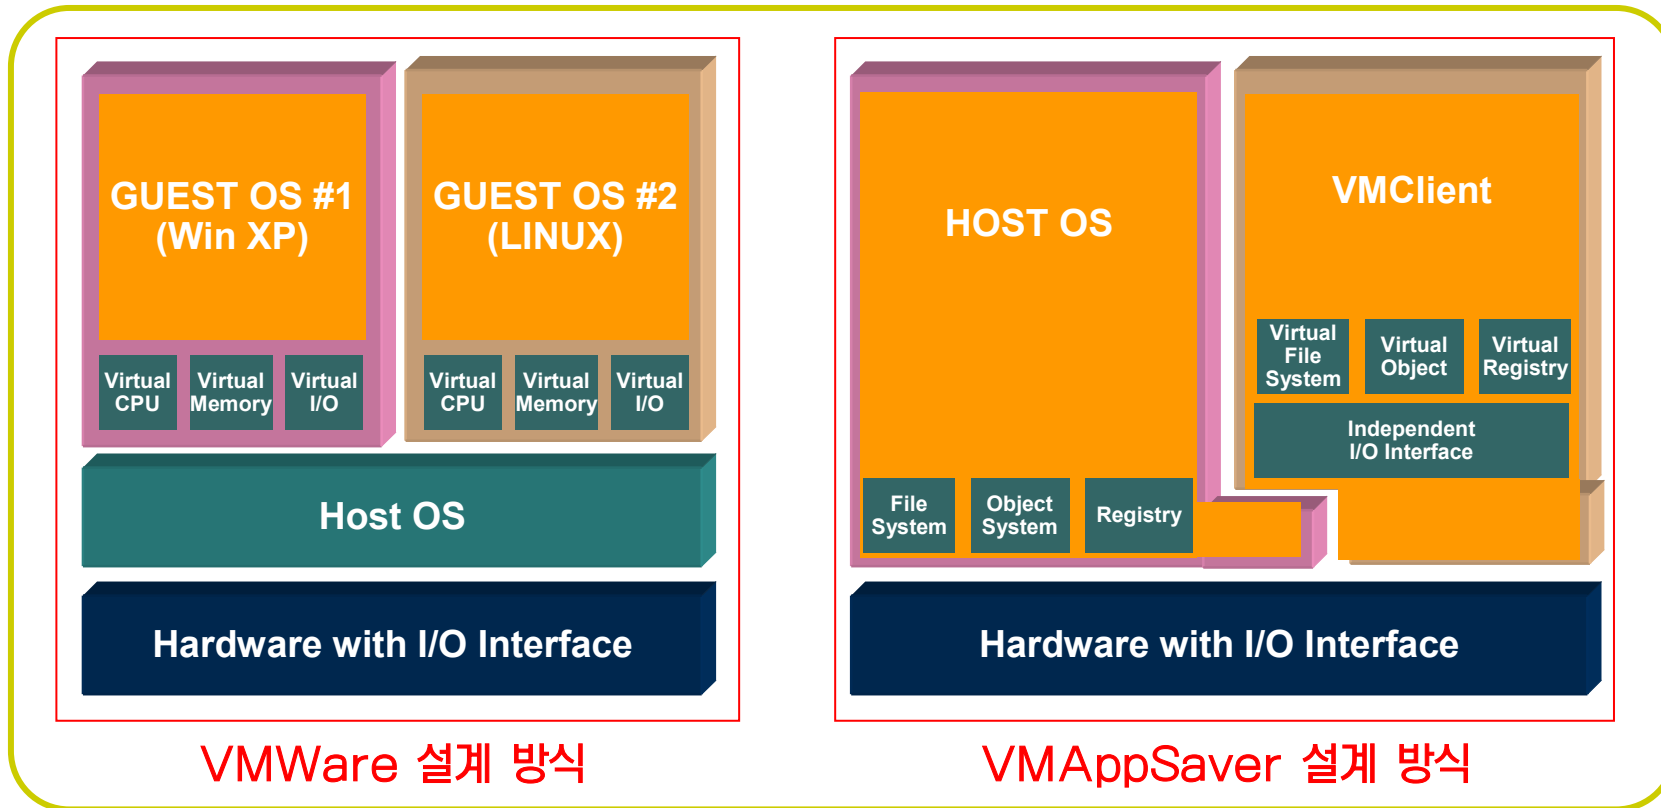 GUEST OS #1
(Win XP)
Virtual
CPU
Virtual
Memory
Virtual
I/O
GUEST OS #2
(LINUX)
Virtual
CPU
Virtual
Memory
Virtual
I/O
Host OS
Hardware with I/O Interface
VMWare 설계 방식
HOST OS
File
System
Object
System
Registry
VMClient
Virtual
File
System
Virtual
Object
Virtual
Registry
Independent
I/O Interface
Hardware with I/O Interface
VMAppSaver 설계 방식